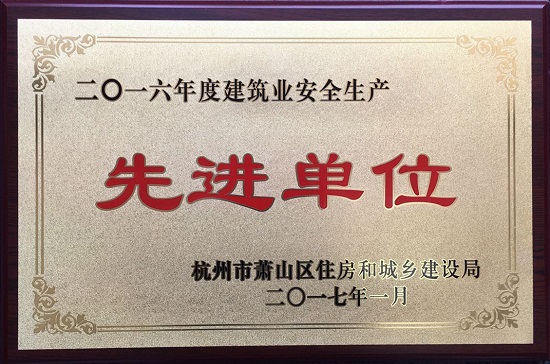 二〇一六年度建筑业安全生产
先进单位
杭州市萧山区住房和城乡建设局
二〇一七年一月